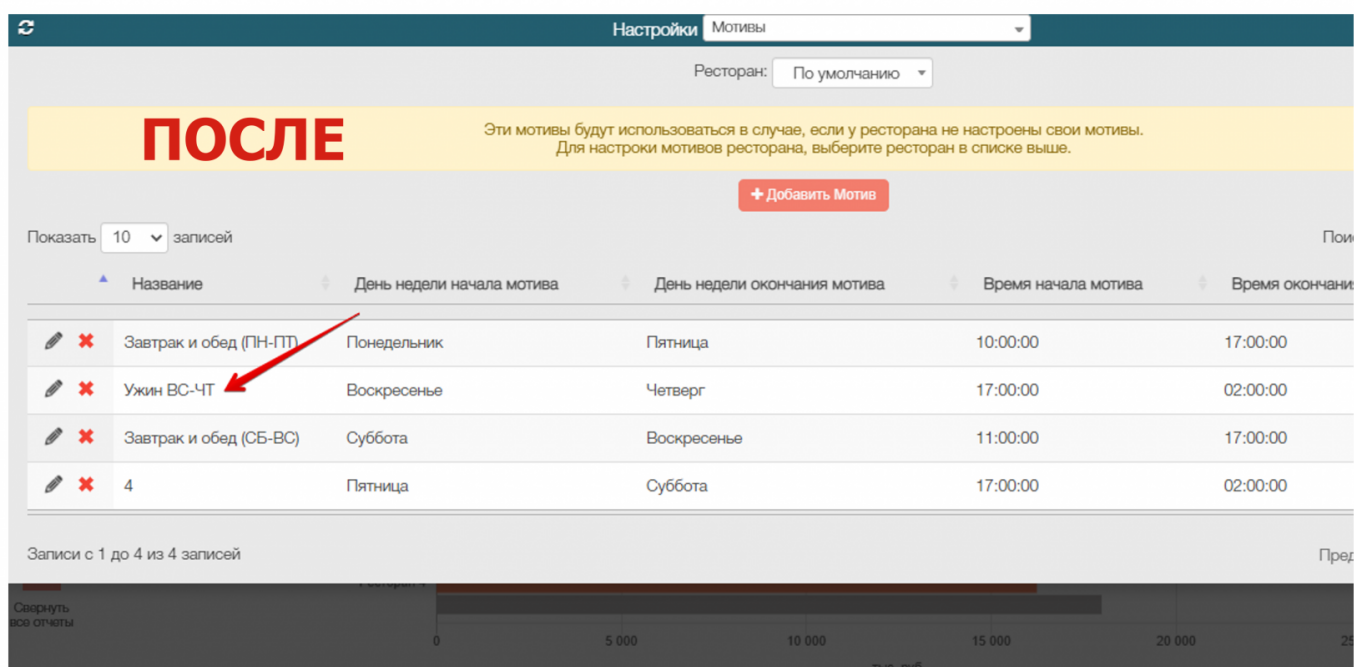 Настройки Мотивы
Ресторан: По умолчанию
ПОСЛЕ
Эти мотивы будут использоваться в случае, если у ресторана не настроены свои мотивы.
Для настроки мотивов ресторана, выберите ресторан в списке выше.
+ Добавить Мотив
Показать 10 записей
Название День недели начала мотива День недели окончания мотива Время начала мотива Время
Завтрак и обед (ПН-ПТ) Понедельник Пятница 10:00:00 17:00:00
Ужин ВС-ЧТ Воскресенье Четверг 17:00:00 02:00:00
Завтрак и обед (СБ-ВС) Суббота Воскресенье 11:00:00 17:00:00
4 Пятница Суббота 17:00:00 02:00:00
Записи с 1 до 4 из 4 записей
Свернуть
все отчеты
0 5 000 10 000 15 000 20 000